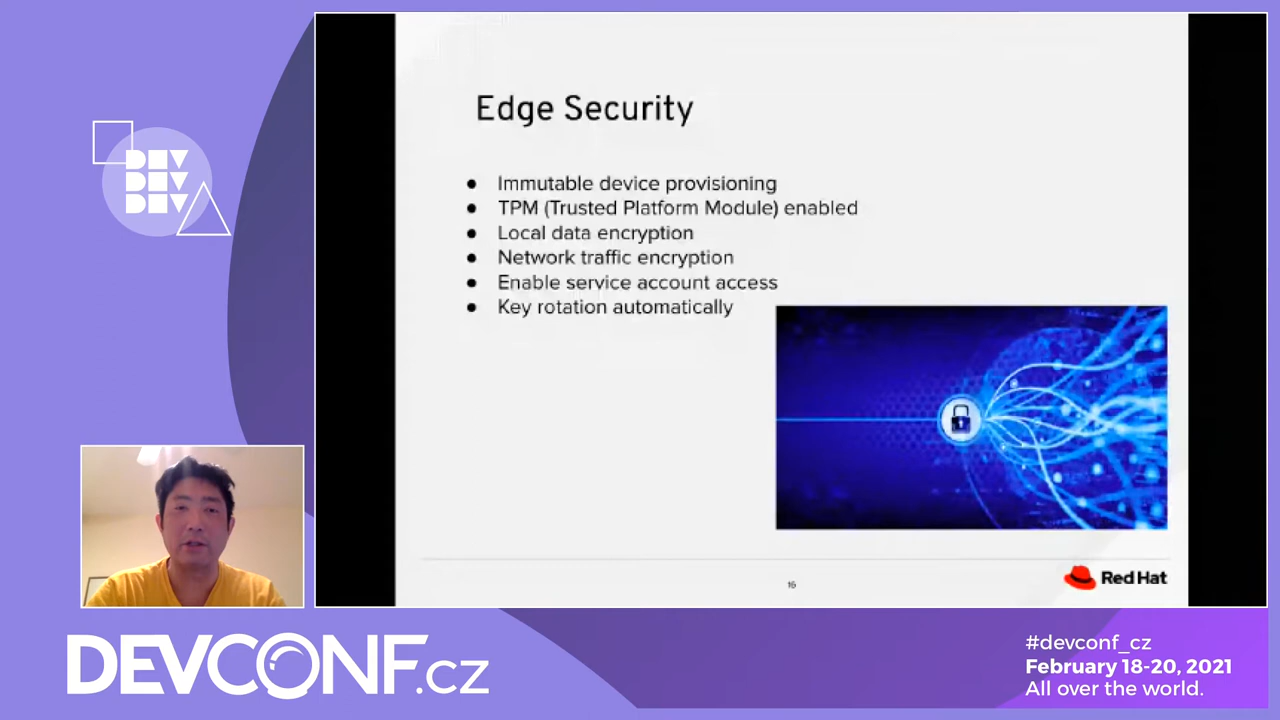 DEV
DEV
DEV
Edge Security
● Immutable device provisioning
● TPM (Trusted Platform Module) enabled
● Local data encryption
● Network traffic encryption
● Enable service account access
● Key rotation automatically
16
Red Hat
DEVCONF.cz
#devconf_cz
February 18-20, 2021
All over the world.